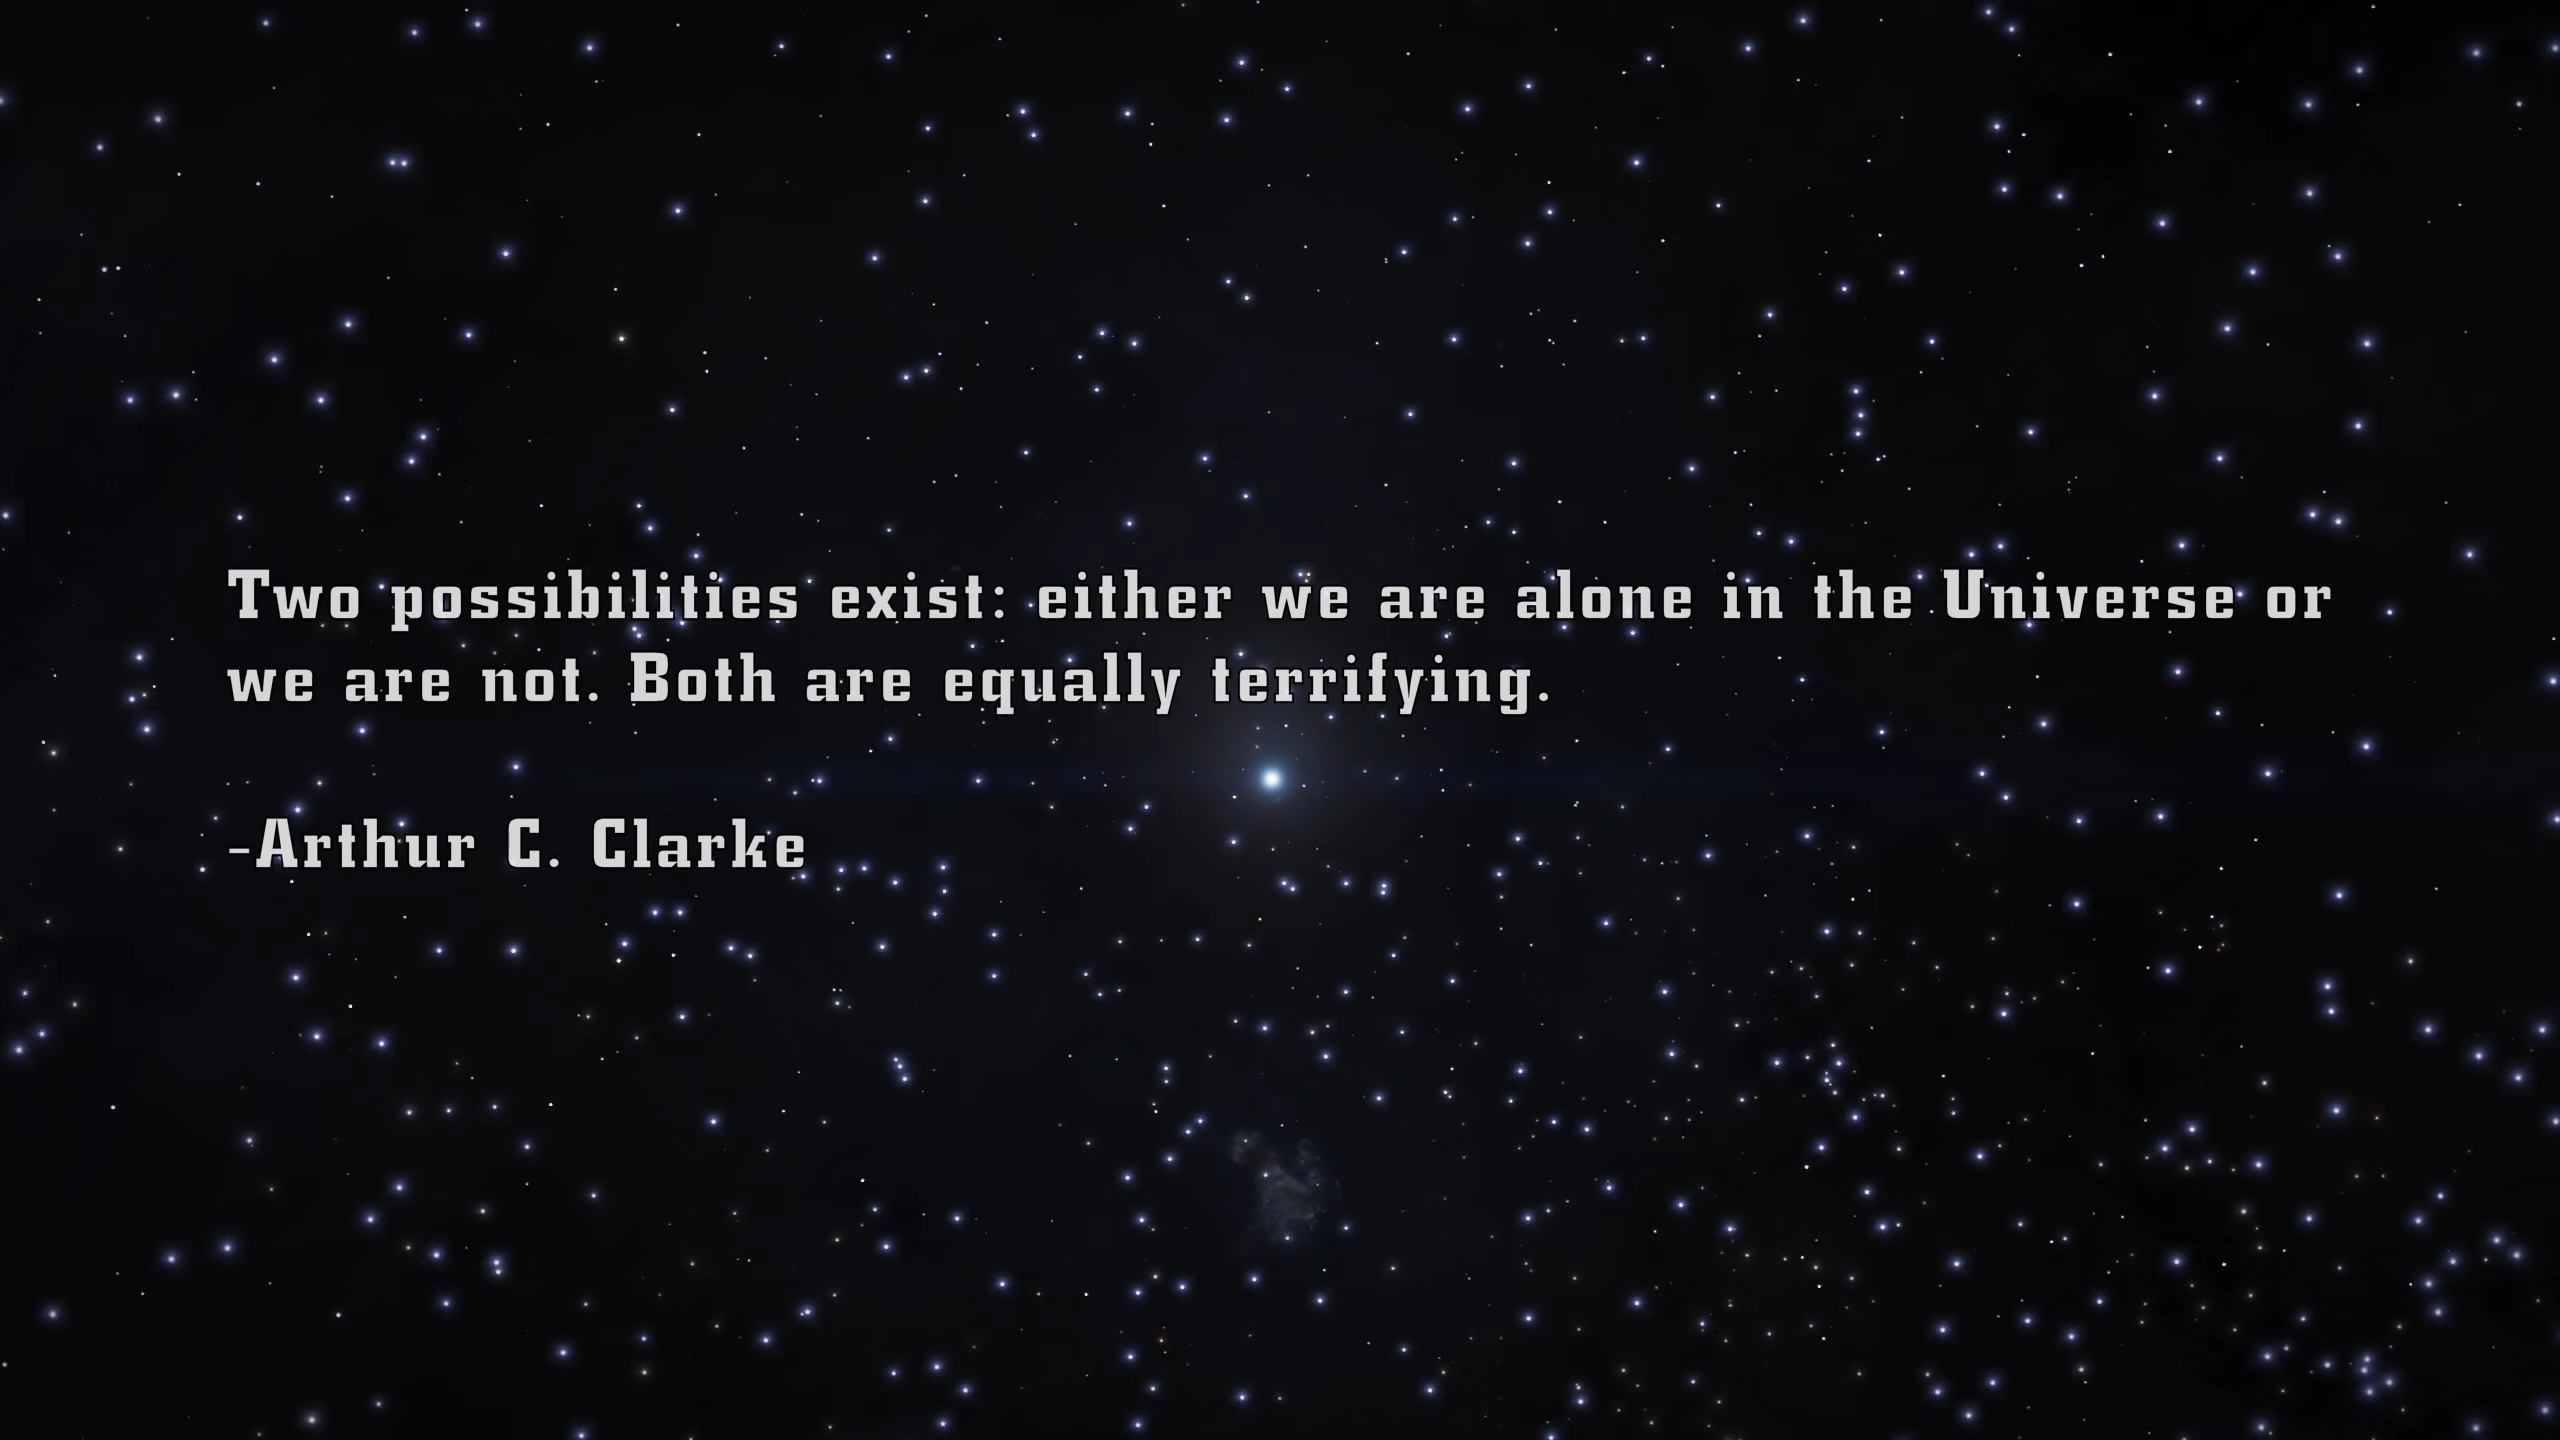 Two possibilities exist: either we are alone in the Universe or
we are not. Both are equally terrifying.
-Arthur C. Clarke